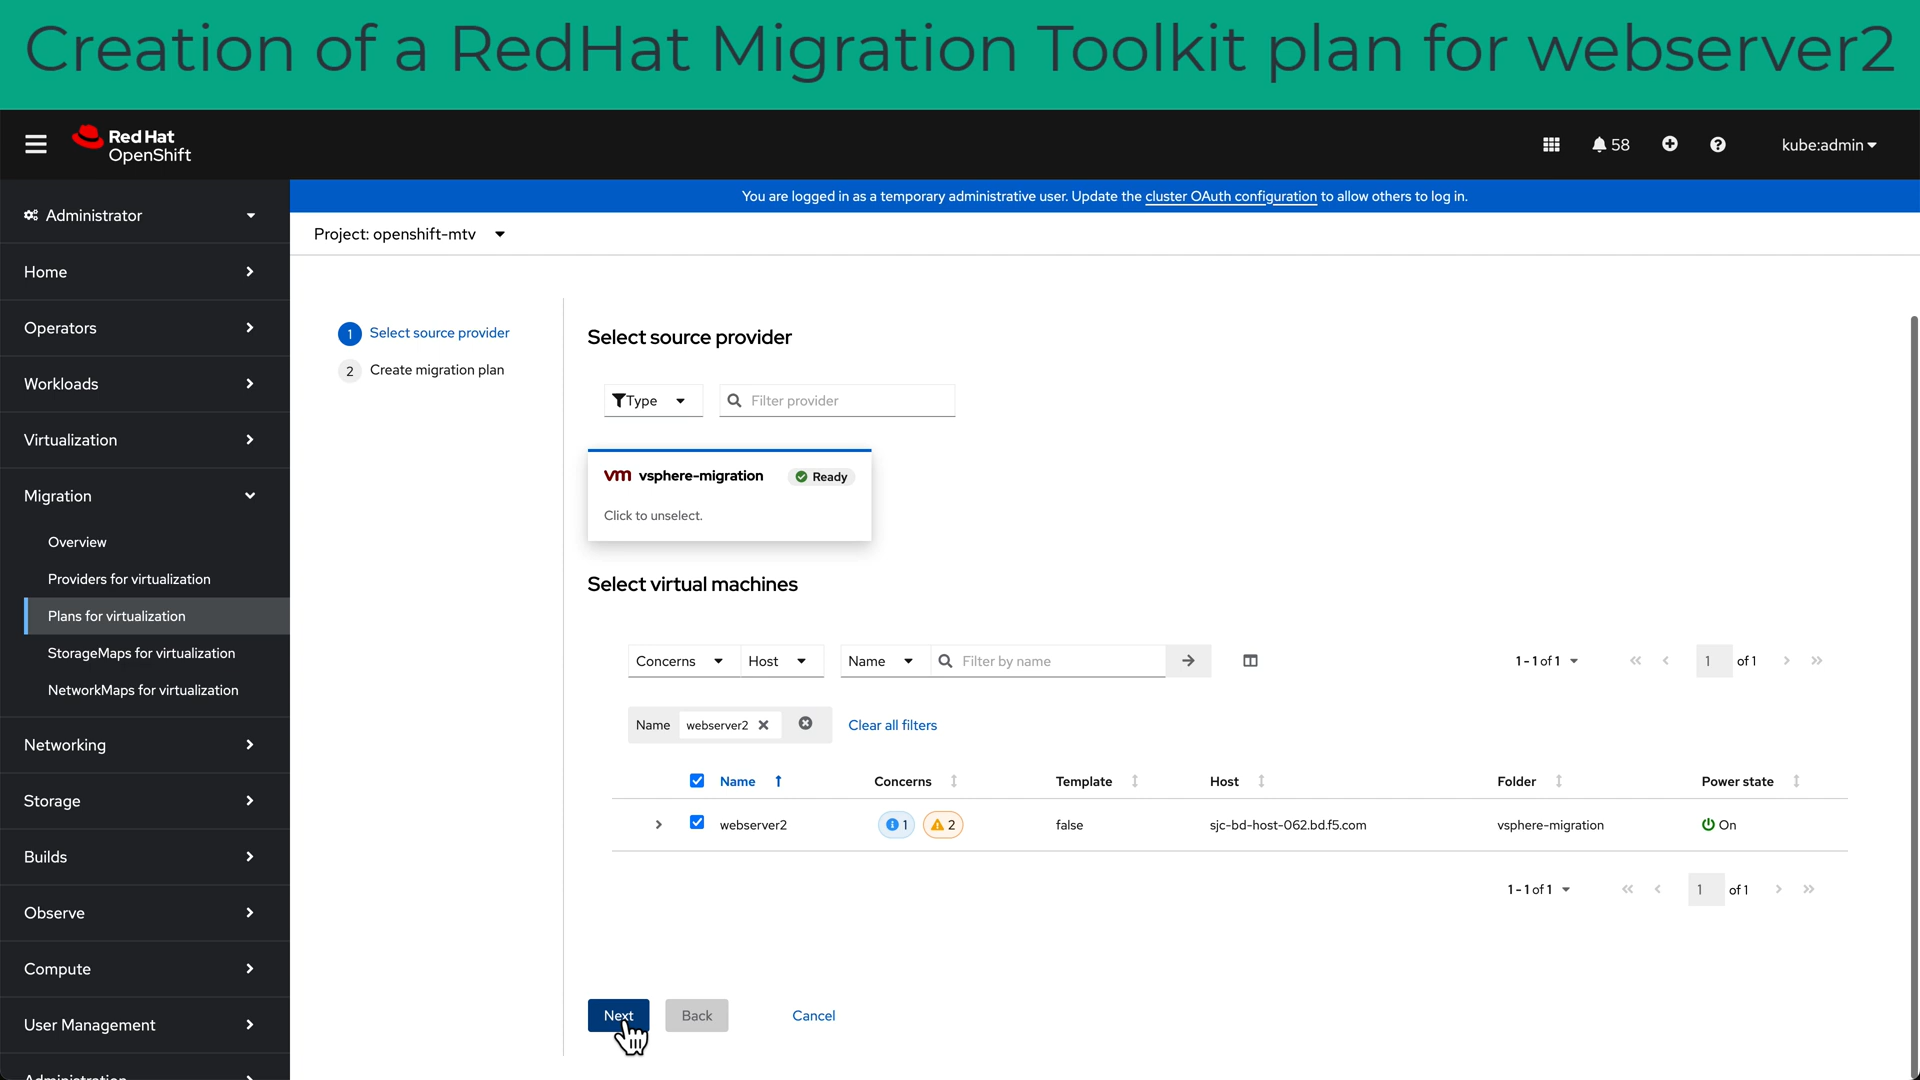 Creation of a RedHat Migration Toolkit plan for webserver2
Red Hat
OpenShift
58
kube:admin
You are logged in as a temporary administrative user. Update the cluster OAuth configuration to allow others to log in.
Administrator
Project: openshift-mtv
Home
Operators
Workloads
Virtualization
Migration
Overview
Providers for virtualization
Plans for virtualization
StorageMaps for virtualization
NetworkMaps for virtualization
Networking
Storage
Builds
Observe
Compute
User Management
Administration
1 Select source provider
2 Create migration plan
Select source provider
Type Filter provider
vm vsphere-migration Ready
Click to unselect.
Select virtual machines
Concerns Host Name Filter by name 1 - 1 of 1 1 of 1
Name webserver2 Clear all filters
Name Concerns Template Host Folder Power state
webserver2 1 2 false sjc-bd-host-062.bd.f5.com vsphere-migration On
1 - 1 of 1 1 of 1
Next Back Cancel